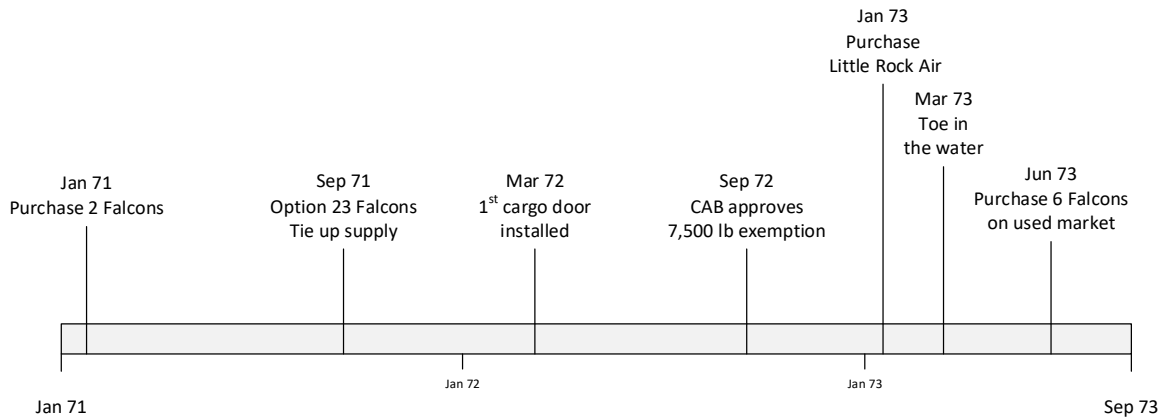 Jan 73
Purchase
Little Rock Air
Mar 73
Toe in
the water
Jan 71
Purchase 2 Falcons
Sep 71
Option 23 Falcons
Tie up supply
Mar 72
1st cargo door
installed
Sep 72
CAB approves
7,500 lb exemption
Jun 73
Purchase 6 Falcons
on used market
Jan 72
Jan 73
Jan 71
Sep 73